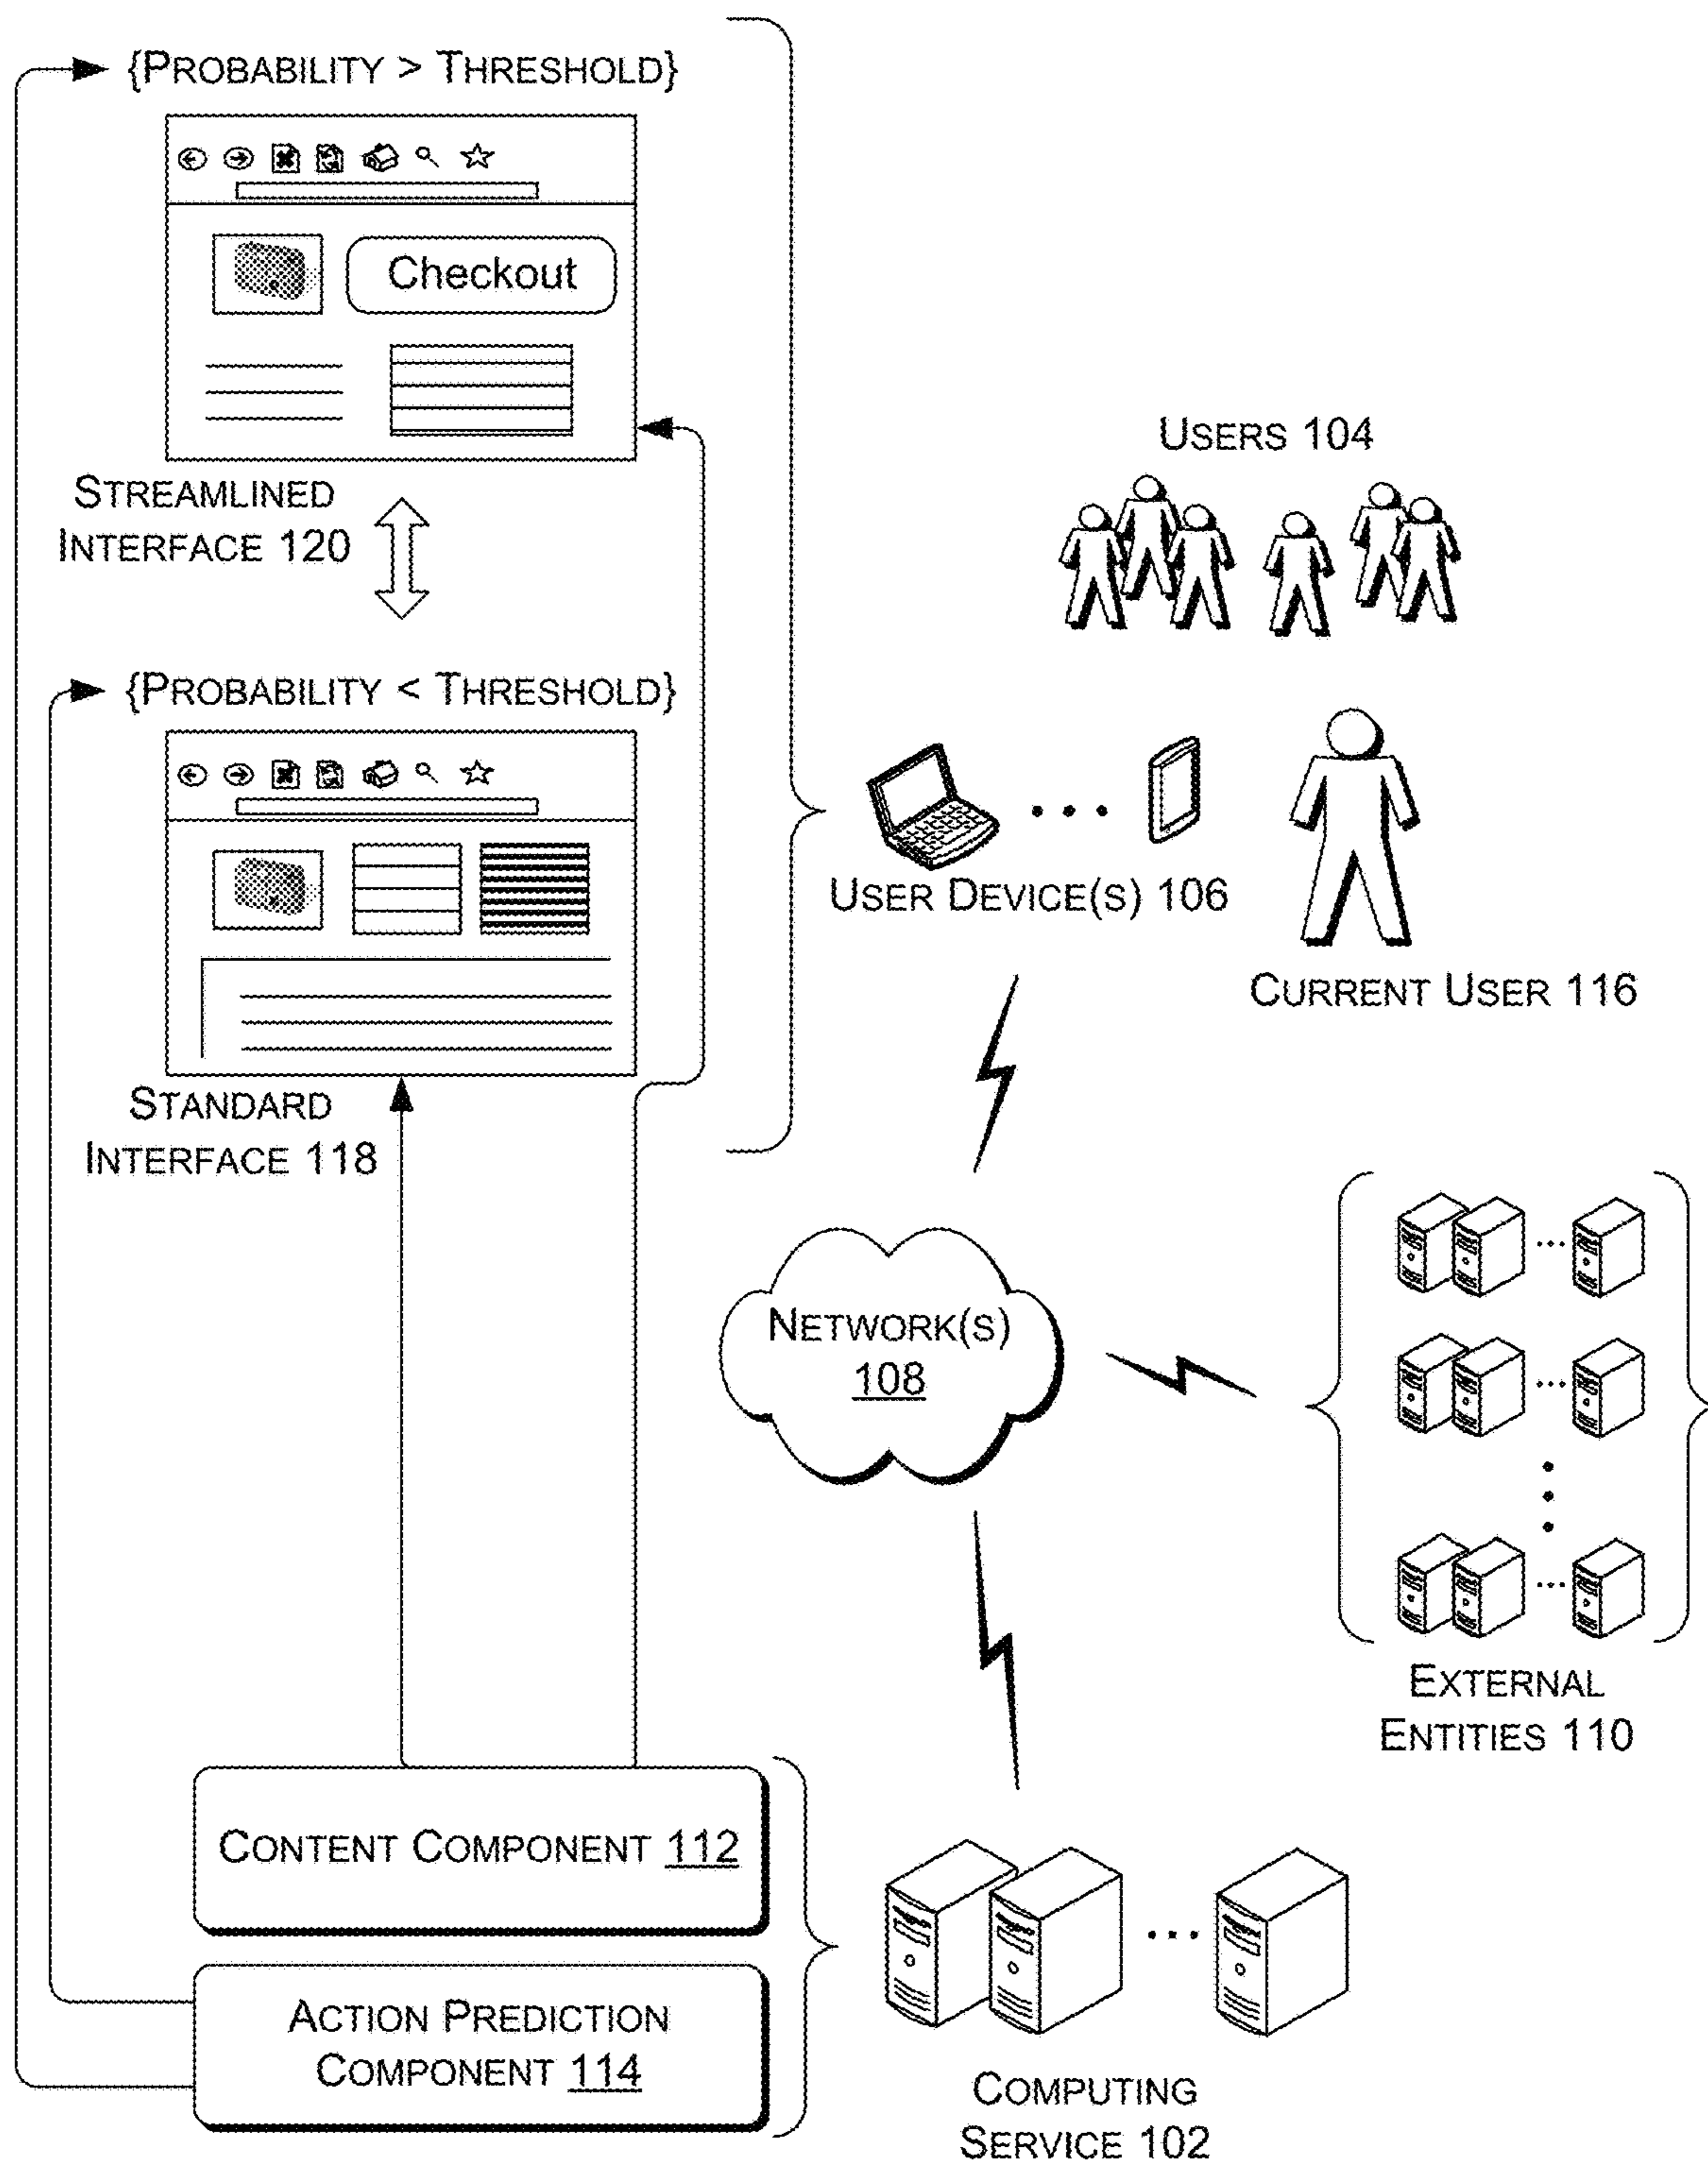 {PROBABILITY > THRESHOLD}
Checkout
STREAMLINED
INTERFACE 120
USERS 104
{PROBABILITY < THRESHOLD}
USER DEVICE(S) 106
CURRENT USER 116
STANDARD
INTERFACE 118
NETWORK(S)
108
EXTERNAL
ENTITIES 110
CONTENT COMPONENT 112
ACTION PREDICTION
COMPONENT 114
COMPUTING
SERVICE 102